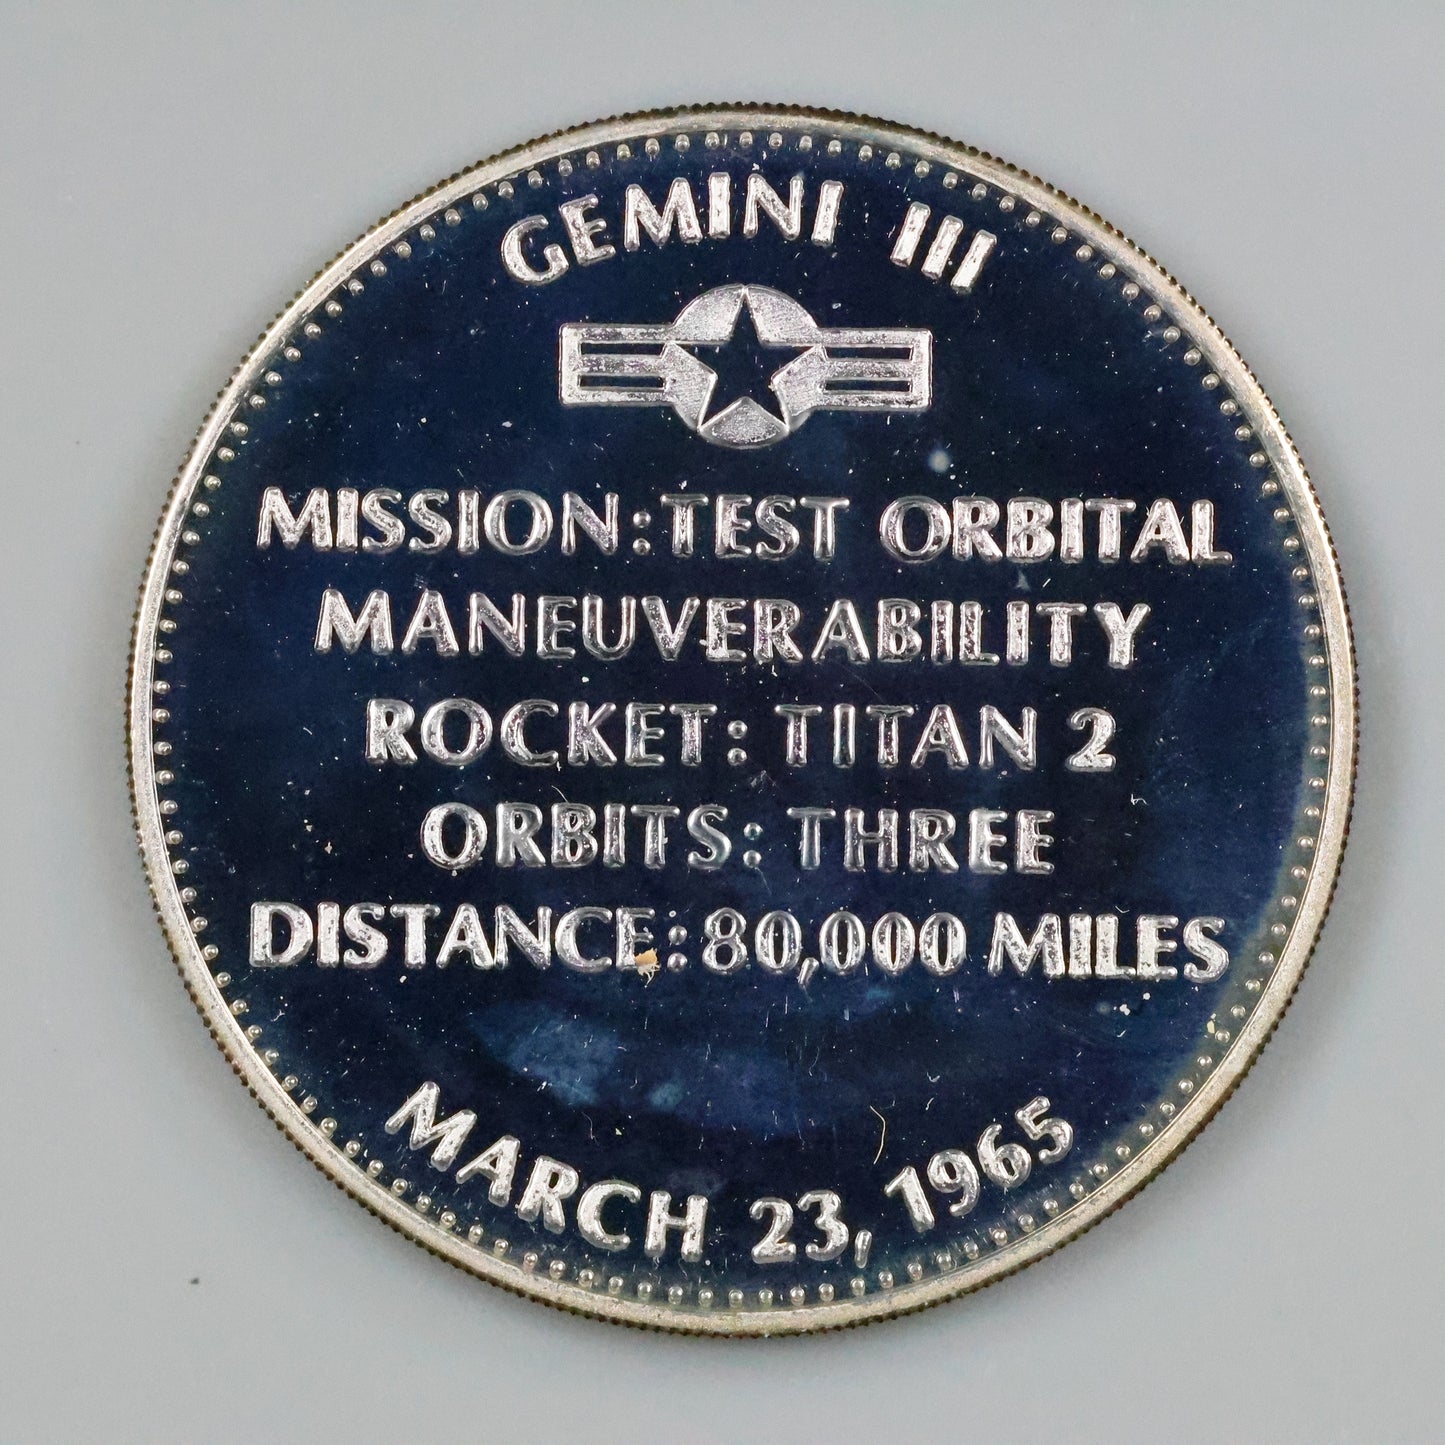 GEMINI III
MISSION:TEST ORBITAL
MANEUVERABILITY
ROCKET: TITAN 2
ORBITS: THREE
DISTANCE:80,000 MILES
MARCH 23, 1965